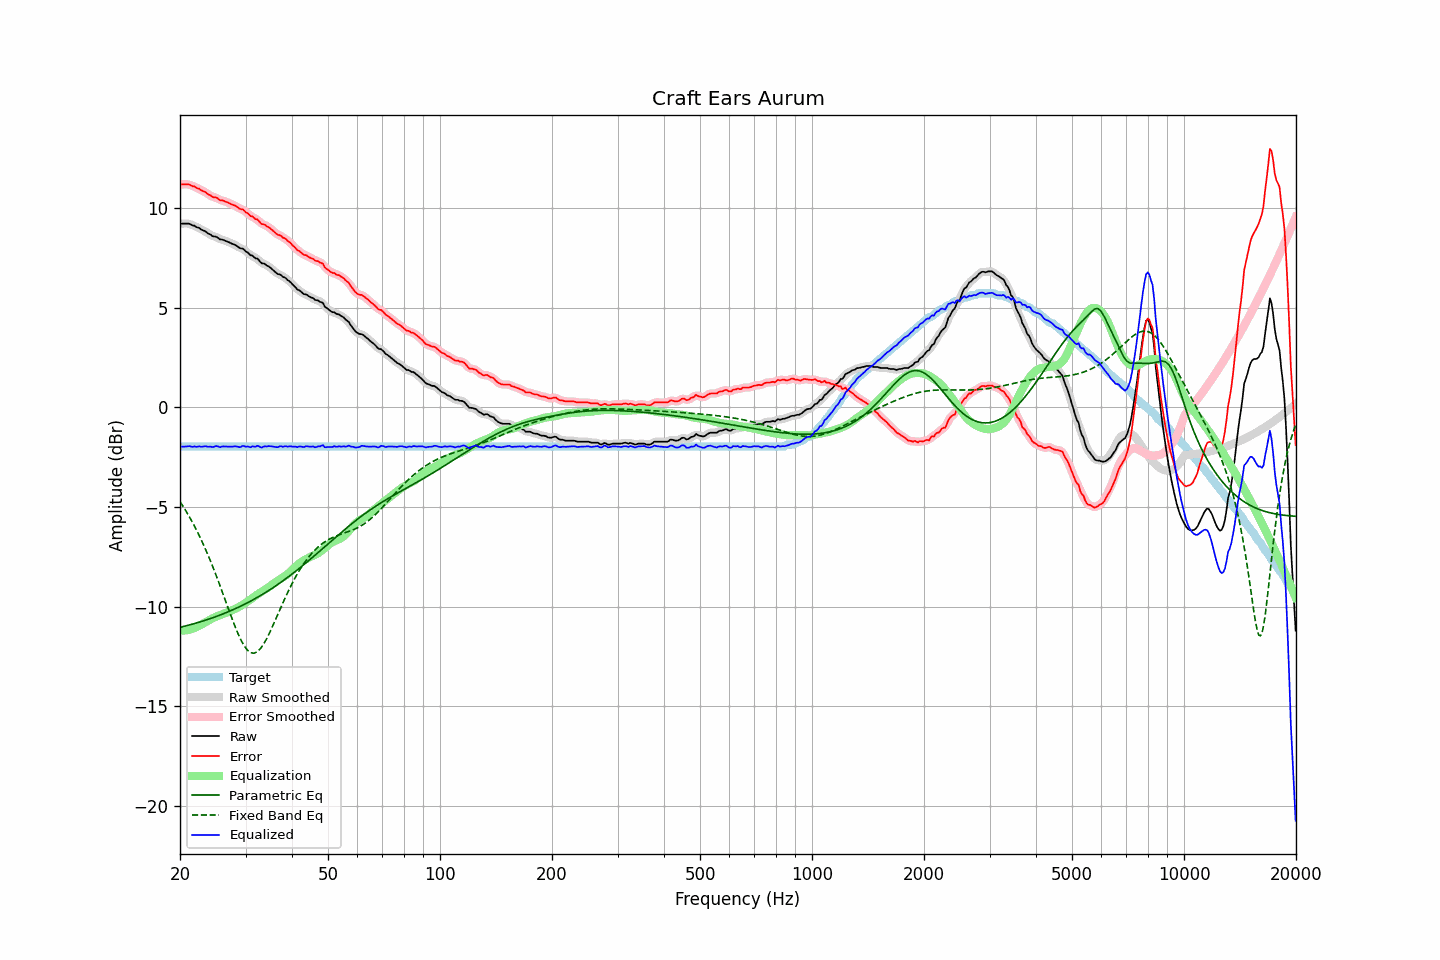 Craft Ears Aurum
Amplitude (dBr)
10
5
0
−5
−10
−15
−20
Target
Raw Smoothed
Error Smoothed
Raw
Error
Equalization
Parametric Eq
Fixed Band Eq
Equalized
20 50 100 200 500 1000 2000 5000 10000 20000
Frequency (Hz)